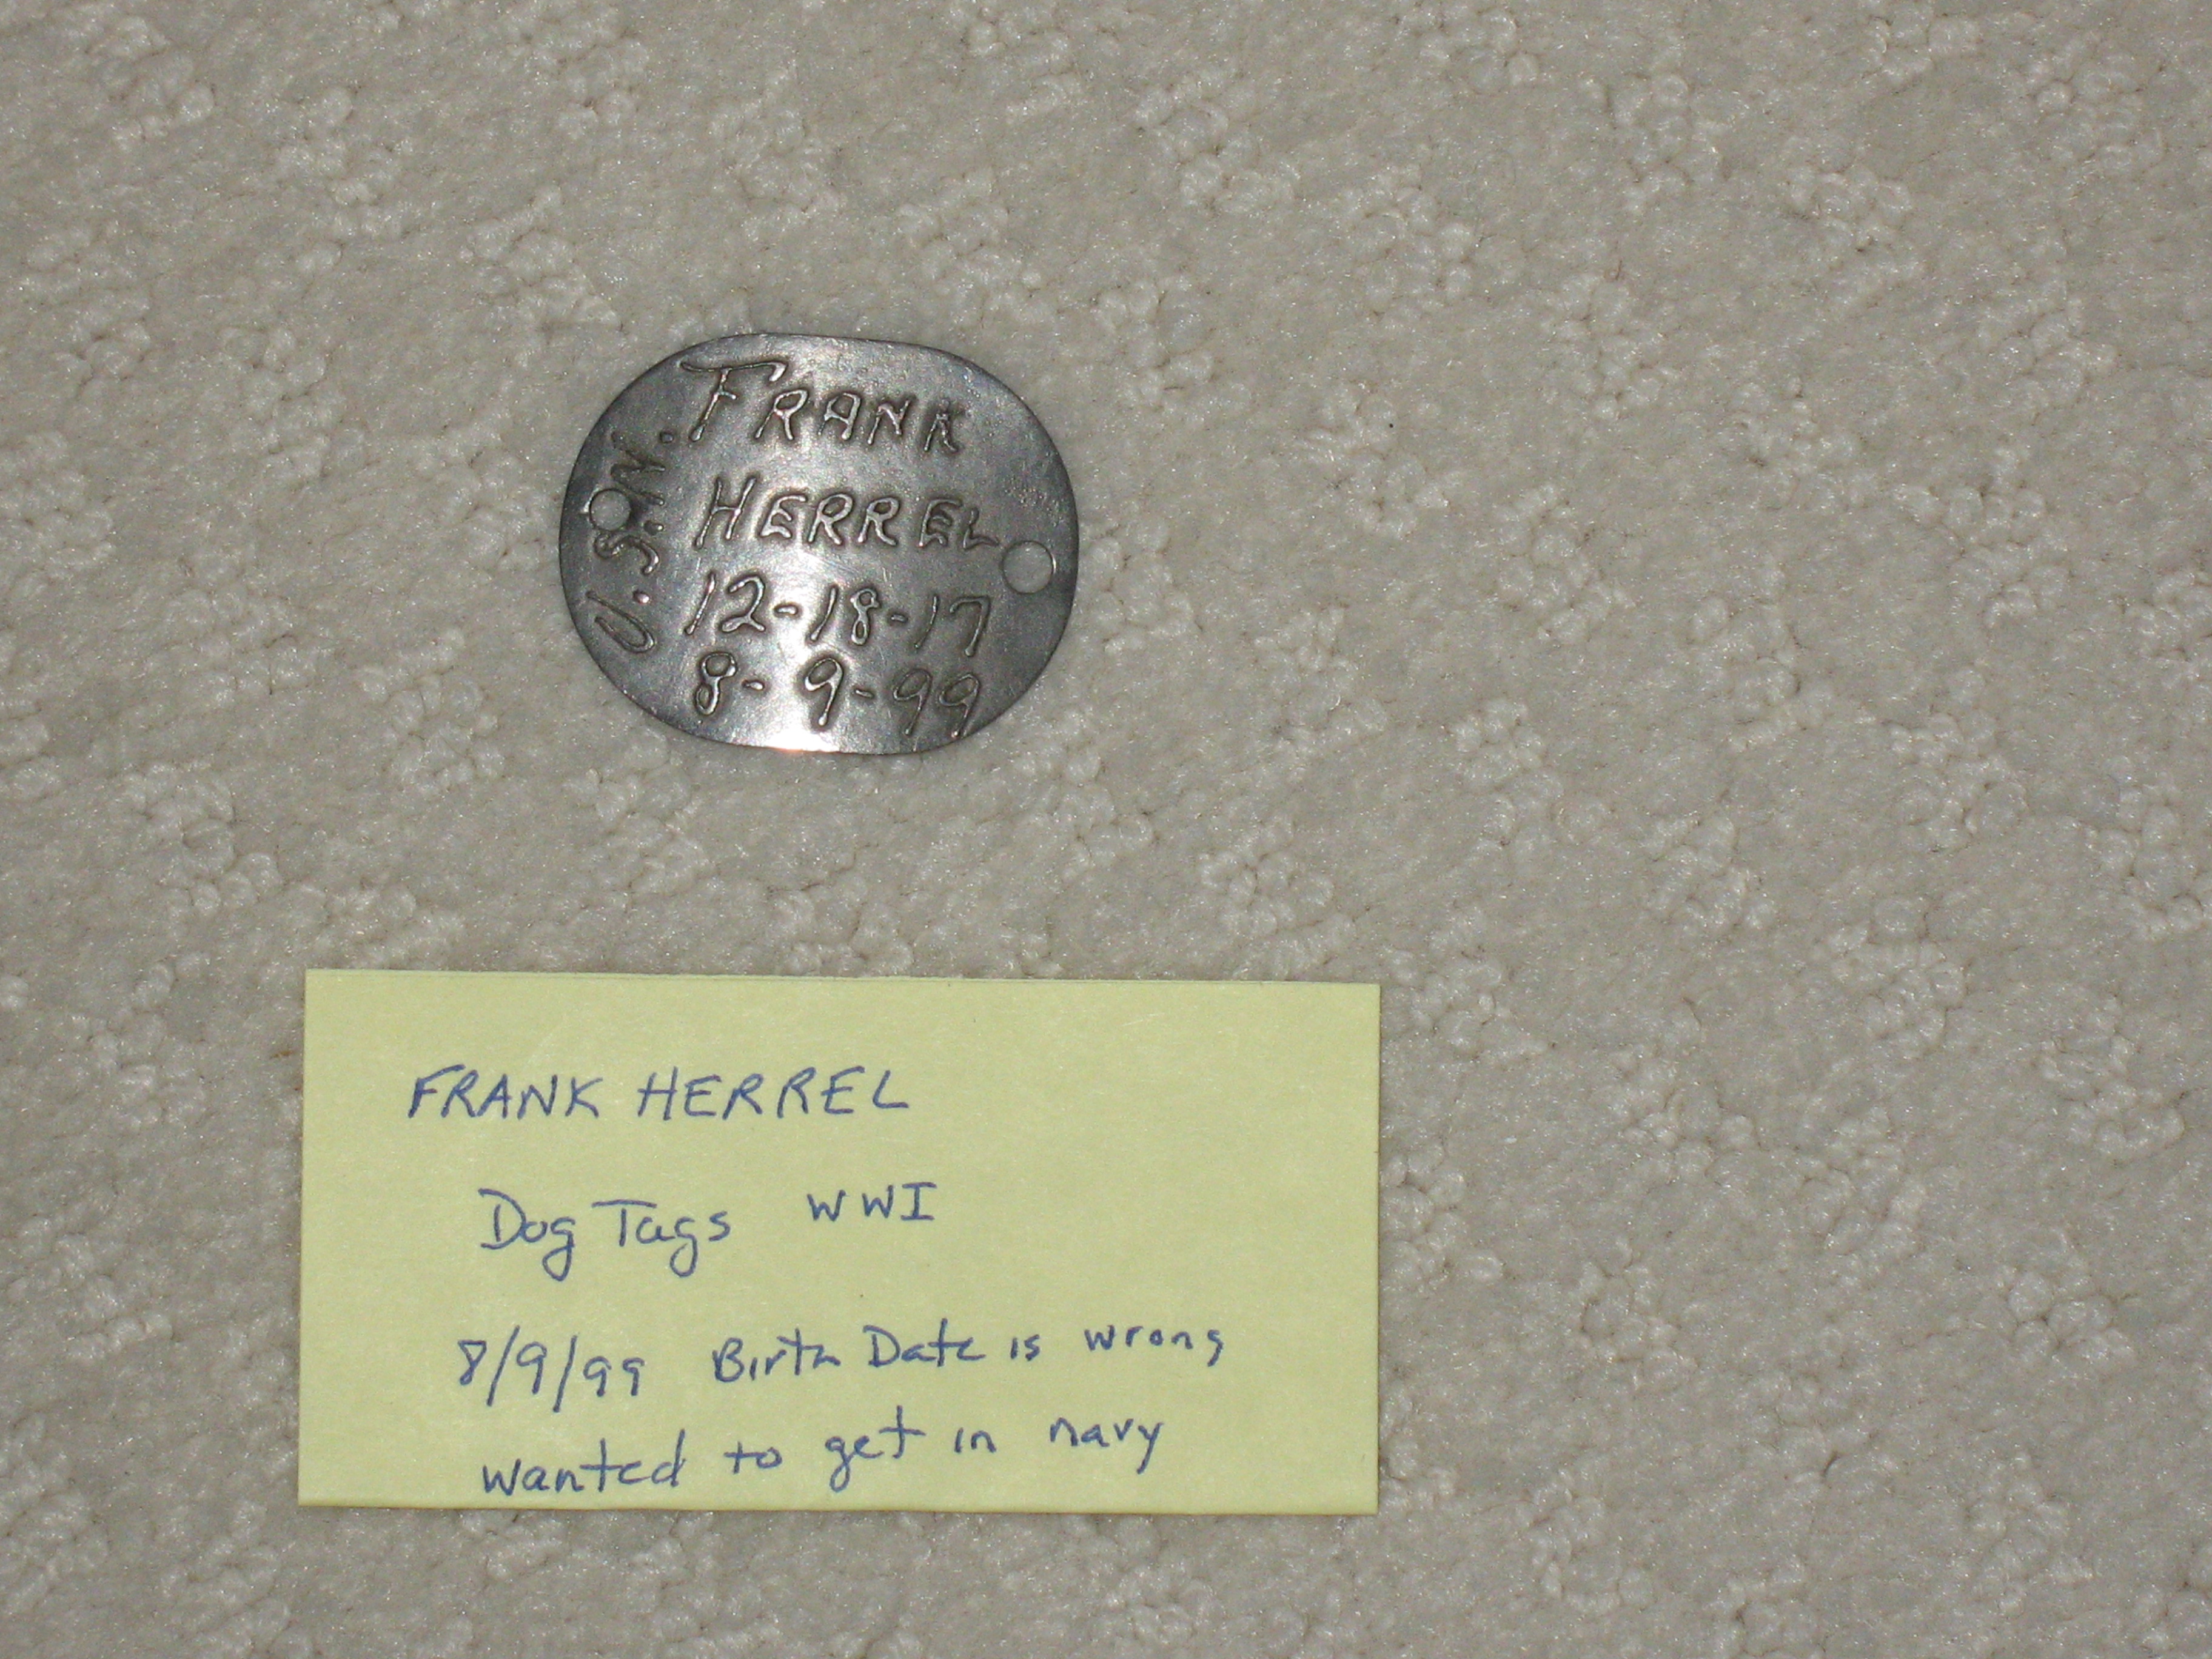 FRANK
HERREL
12-18-17
8-9-99
U.S.N.
FRANK HERREL
Dog Tags WWI
8/9/99 Birth Date is wrong
wanted to get in navy